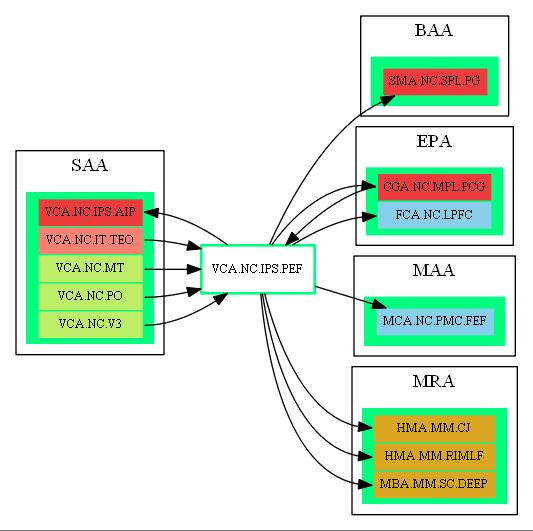 SAA
VCA.NC.IPS.AIP
VCA.NC.IT.TEO
VCA.NC.MT
VCA.NC.PO
VCA.NC.V3
VCA.NC.IPS.PEF
BAA
SMA.NC.SPL.PG
EPA
CGA.NC.MPL.PCG
FCA.NC.LPFC
MAA
MCA.NC.PMC.FEF
MRA
HMA.MM.CJ
HMA.MM.RIMLF
MBA.MM.SC.DEEP